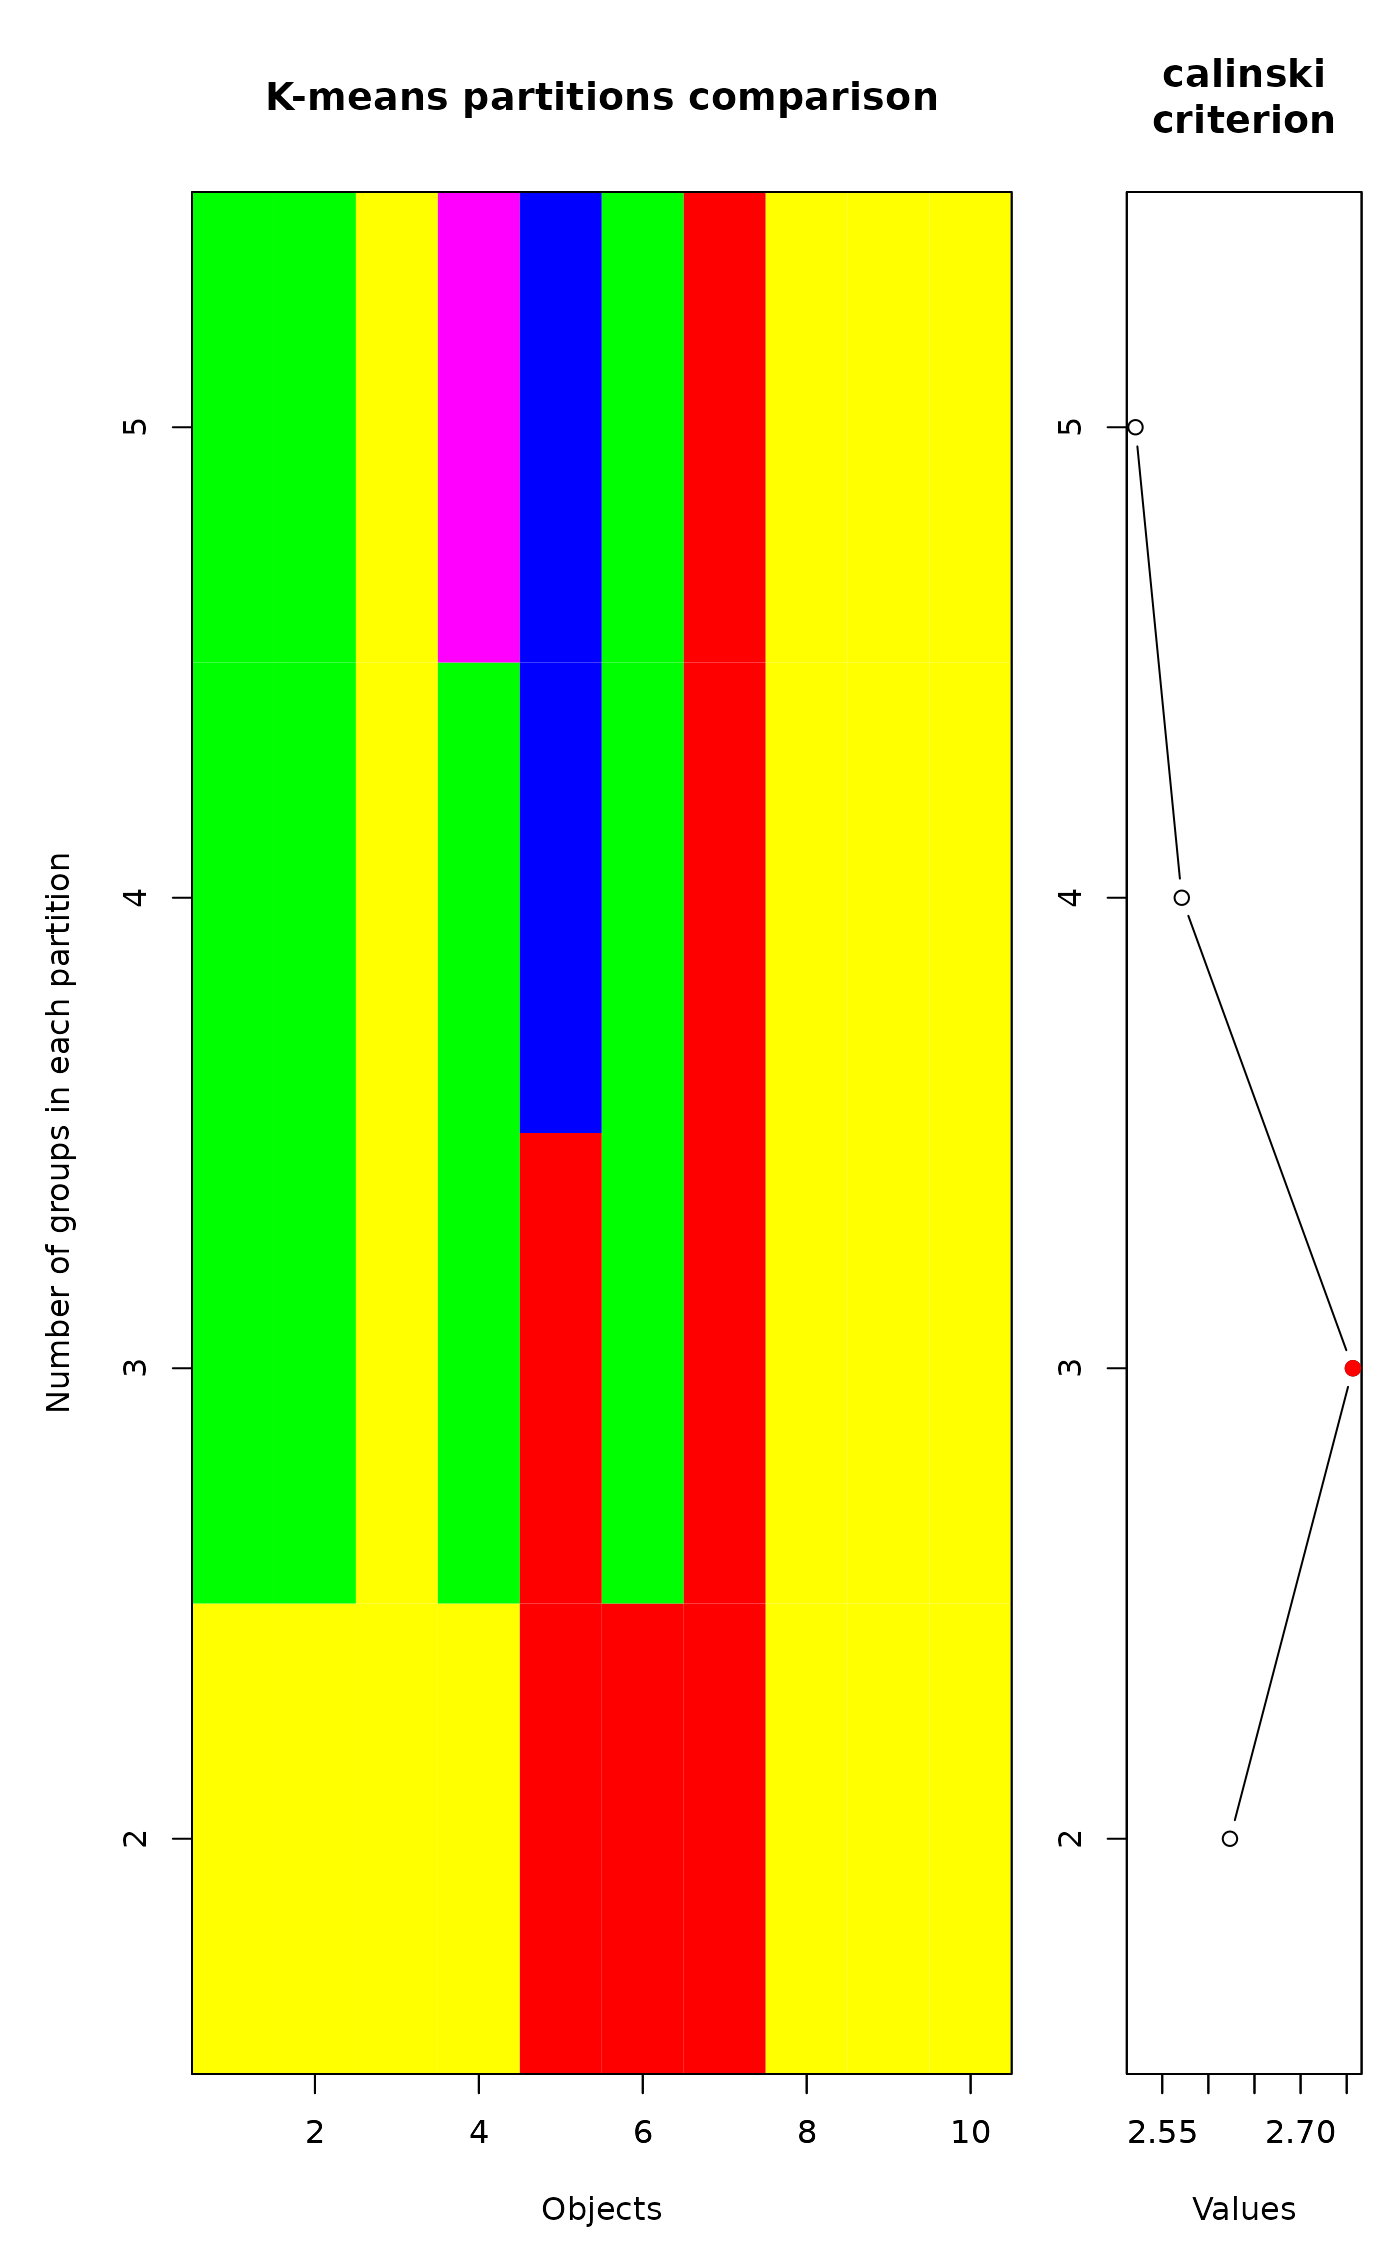 K-means partitions comparison
calinski
criterion
Number of groups in each partition
5
4
3
2
2 4 6 8 10
Objects
5
4
3
2
2.55 2.70
Values